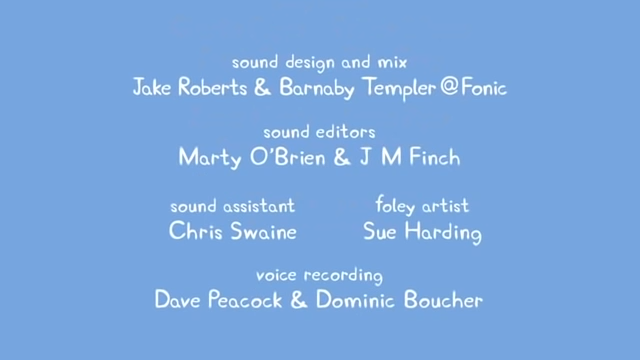 sound design and mix
Jake Roberts & Barnaby Templer@Fonic
sound editors
Marty O'Brien & J M Finch
sound assistant
Chris Swaine
foley artist
Sue Harding
voice recording
Dave Peacock & Dominic Boucher